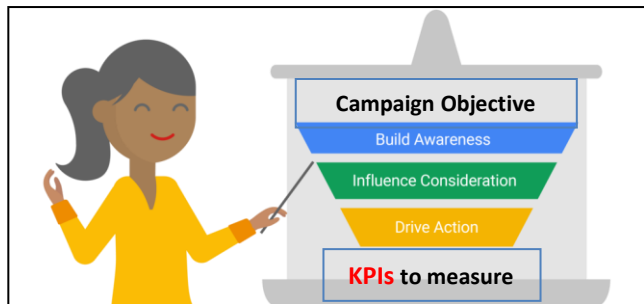 Campaign Objective
Build Awareness
Influence Consideration
Drive Action
KPIs to measure